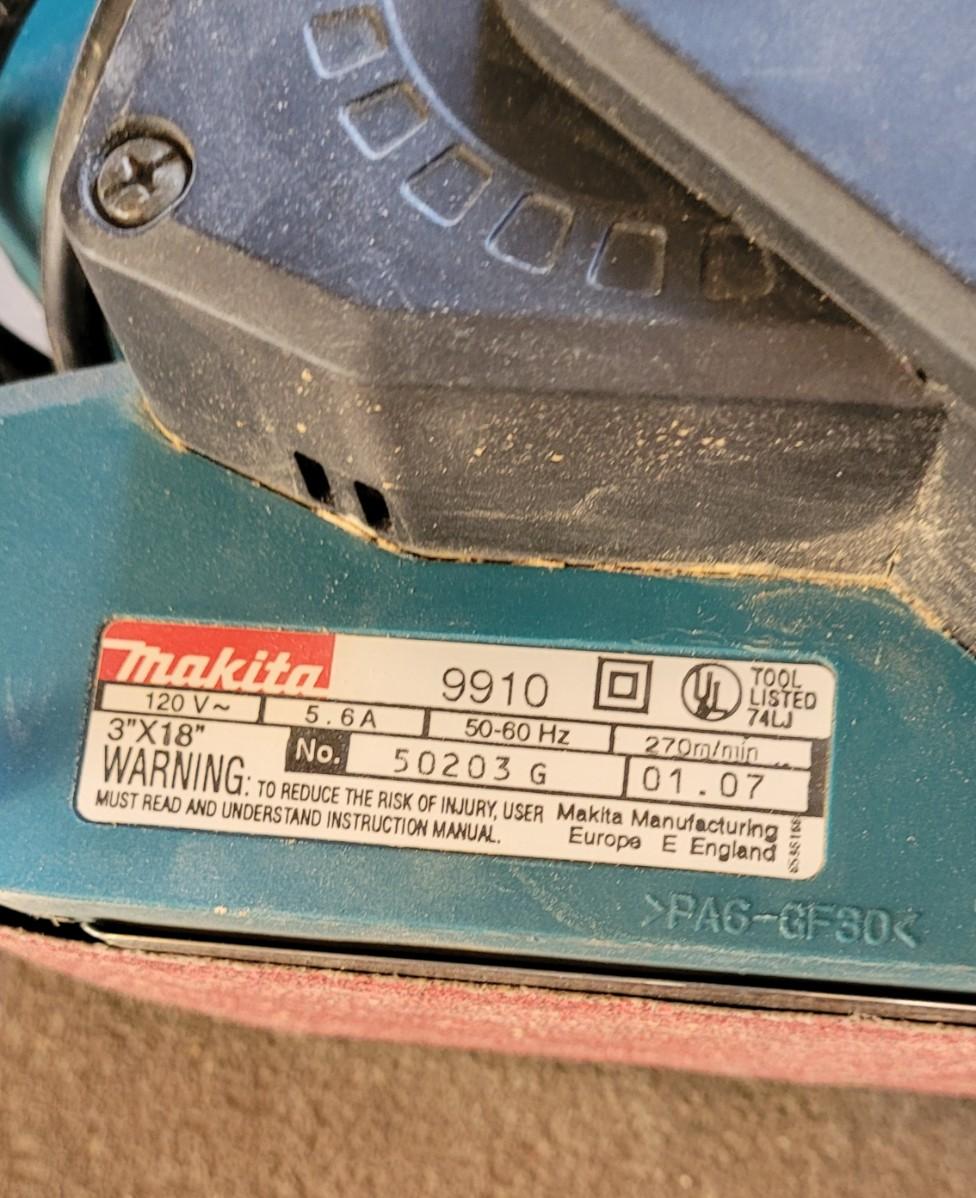 makita
9910
UL
TOOL
LISTED
74LJ
120 V~
5.6A
50-60 Hz
270m/min
3"X18"
No.
50203 G
01.07
WARNING: TO REDUCE THE RISK OF INJURY, USER
MUST READ AND UNDERSTAND INSTRUCTION MANUAL.
Makita Manufacturing
Europe E England
>PA6-GF30<